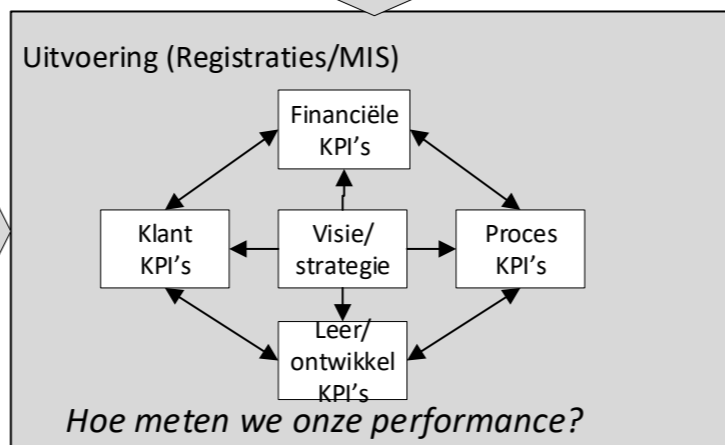 Uitvoering (Registraties/MIS)
Financiële
KPI’s
Klant
KPI’s
Visie/
strategie
Proces
KPI’s
Leer/
ontwikkel
KPI’s
Hoe meten we onze performance?